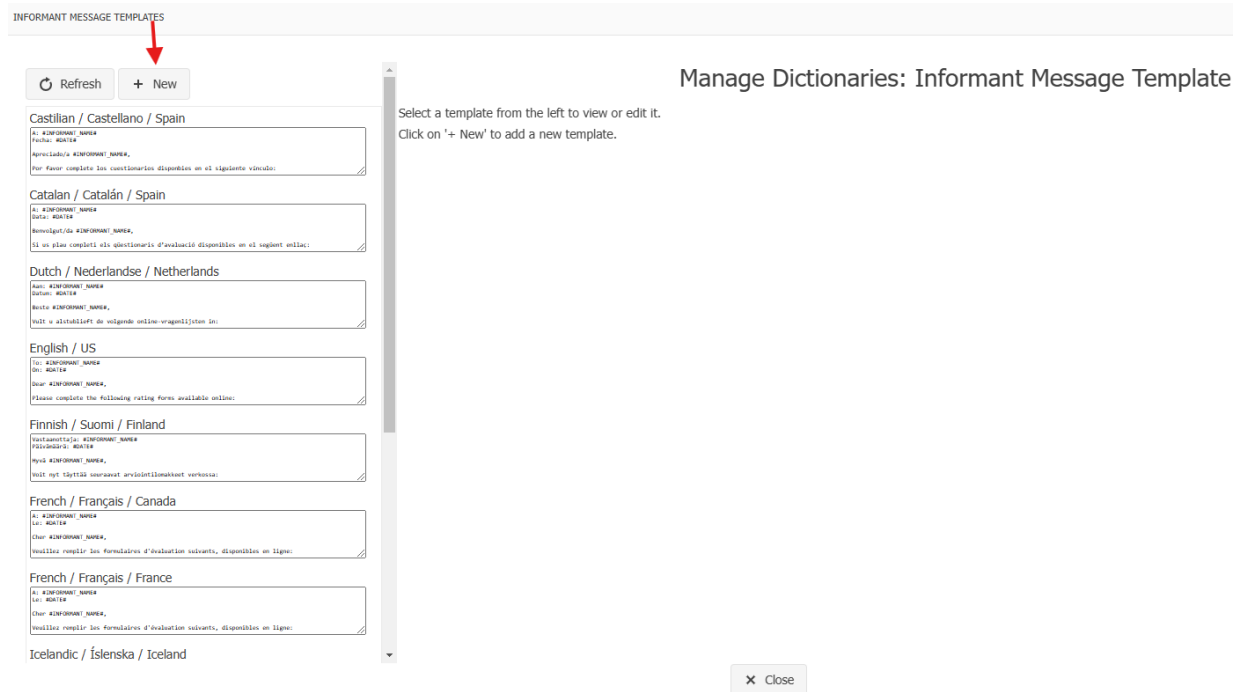 INFORMANT MESSAGE TEMPLATES
Refresh
+ New
Manage Dictionaries: Informant Message Template
Select a template from the left to view or edit it.
Click on '+ New' to add a new template.
Castilian / Castellano / Spain
A: #INFORMANT_NAME#
Fecha: #DATE#
Apreciado/a #INFORMANT_NAME#,
Por favor complete los cuestionarios disponbies en el siguiente vínculo:
Catalan / Catalán / Spain
A: #INFORMANT_NAME#
Data: #DATE#
Benvolgut/da #INFORMANT_NAME#,
Si us plau completi els qüestionaris d'avaluació disponibles en el següent enllaç:
Dutch / Nederlandse / Netherlands
Aan: #INFORMANT_NAME#
Datum: #DATE#
Beste #INFORMANT_NAME#,
Vult u alstublieft de volgende online-vragenlijsten in:
English / US
To: #INFORMANT_NAME#
On: #DATE#
Dear #INFORMANT_NAME#,
Please complete the following rating forms available online:
Finnish / Suomi / Finland
Vastaanottaja: #INFORMANT_NAME#
Päivämäärä: #DATE#
Hyvä #INFORMANT_NAME#,
Voit nyt täyttää seuraavat arviointilomakkeet verkossa:
French / Français / Canada
A: #INFORMANT_NAME#
Le: #DATE#
Cher #INFORMANT_NAME#,
Veuillez remplir les formulaires d'évaluation suivants, disponibles en ligne:
French / Français / France
A: #INFORMANT_NAME#
Le: #DATE#
Cher #INFORMANT_NAME#,
Veuillez remplir les formulaires d'évaluation suivants, disponibles en ligne:
Icelandic / Íslenska / Iceland
Close